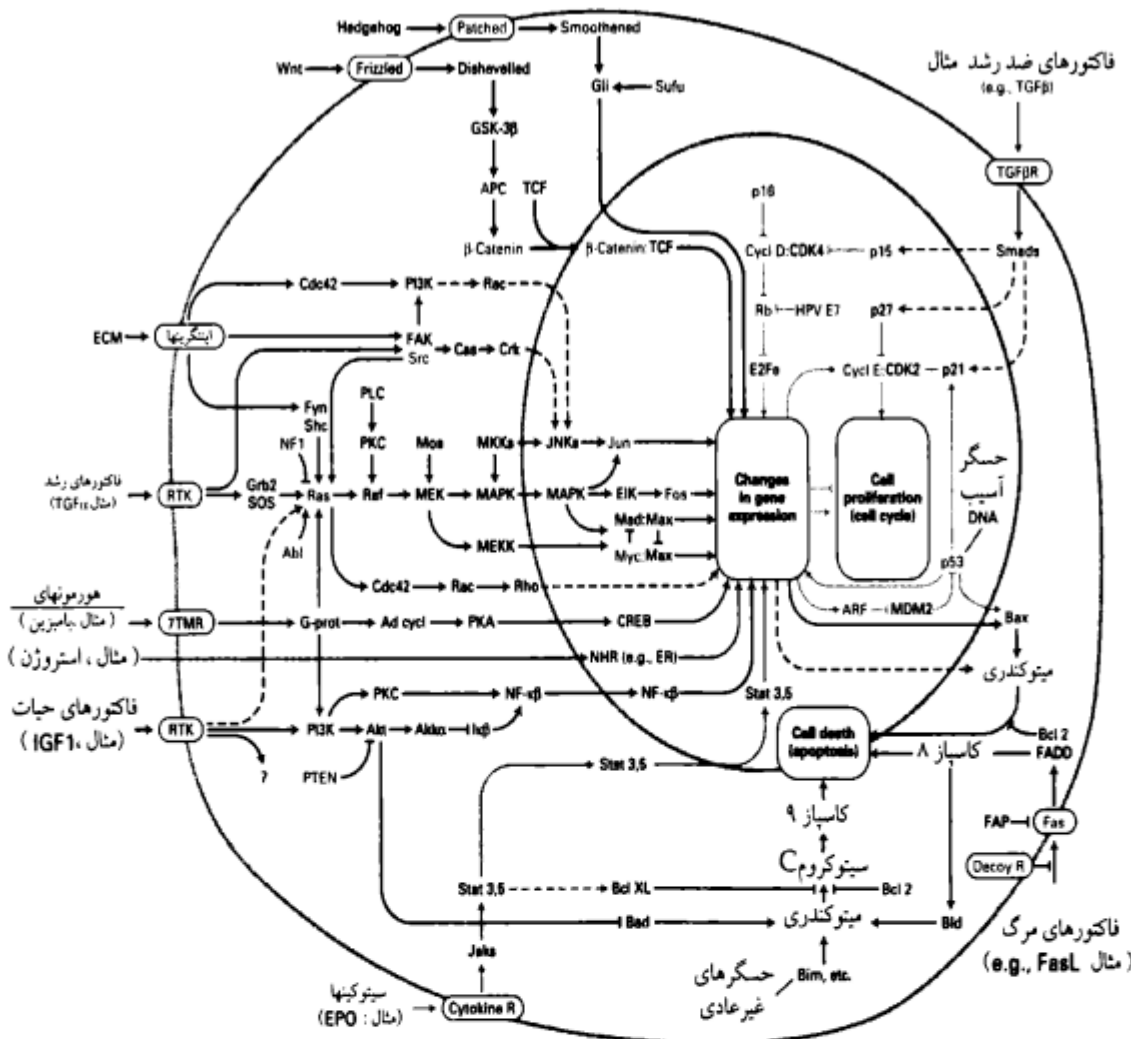 Hedgehog Patched Smoothened
Wnt Frizzled Dishevelled
Gli Sufu
فاکتورهای ضد رشد مثال
(e.g., TGFβ)
GSK-3β
TGFβR
APC TCF
p16
β-Catenin β-Catenin:TCF
Cycl D:CDK4 p15 Smads
Cdc42 PI3K Rac
Rb HPV E7 p27
ECM اینتگرینها FAK
Src Cas Crk
E2Fs Cycl E:CDK2 p21
PLC
Fyn
Shc
NF1 PKC Mos MKKs JNKs Jun
Changes
in gene
expression
Cell
proliferation
(cell cycle)
حسگر
آسیب
DNA
فاکتورهای رشد
RTK Grb2
SOS Ras Raf MEK MAPK MAPK ElK Fos
Mad:Max
Abl MEKK Myc:Max
p53
Cdc42 Rac Rho
ARF MDM2
هورمونهای
7TMR G-prot Ad cycl PKA CREB
Bax
(مثال ، استروژن) NHR (e.g., ER)
میتوکندری
PKC NF-κβ NF-κβ Stat 3,5
فاکتورهای حیات
(مثال، IGF1) RTK PI3K Akt Akkα Iκβ
Cell death
(apoptosis)
Bcl 2
? PTEN
Stat 3,5
کاسپاز ۸ FADD
کاسپاز ۹
FAP Fas
سیتوکروم C
Decoy R
Stat 3,5 Bcl XL Bcl 2
Bad میتوکندری Bid
فاکتورهای مرگ
(e.g., FasL مثال)
Jaks
حسگرهای
غیرعادی
Bim, etc.
سیتوکینها
(مثال : EPO) Cytokine R